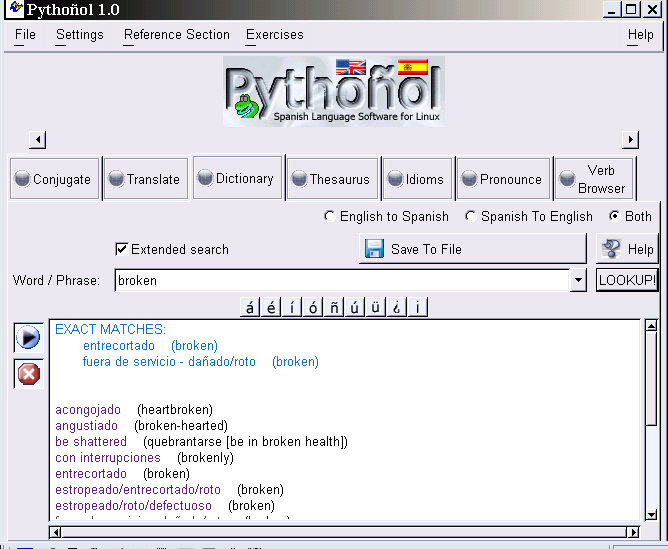 Pythoñol 1.0
File Settings Reference Section Exercises Help
Pythoñol
Spanish Language Software for Linux
Conjugate Translate Dictionary Thesaurus Idioms Pronounce Verb Browser
English to Spanish Spanish To English Both
Extended search Save To File Help
Word / Phrase: broken LOOKUP!
á é í ó ñ ú ü ¿ ¡
EXACT MATCHES:
entrecortado (broken)
fuera de servicio - dañado/roto (broken)
acongojado (heartbroken)
angustiado (broken-hearted)
be shattered (quebrantarse [be in broken health])
con interrupciones (brokenly)
entrecortado (broken)
estropeado/entrecortado/roto (broken)
estropeado/roto/defectuoso (broken)